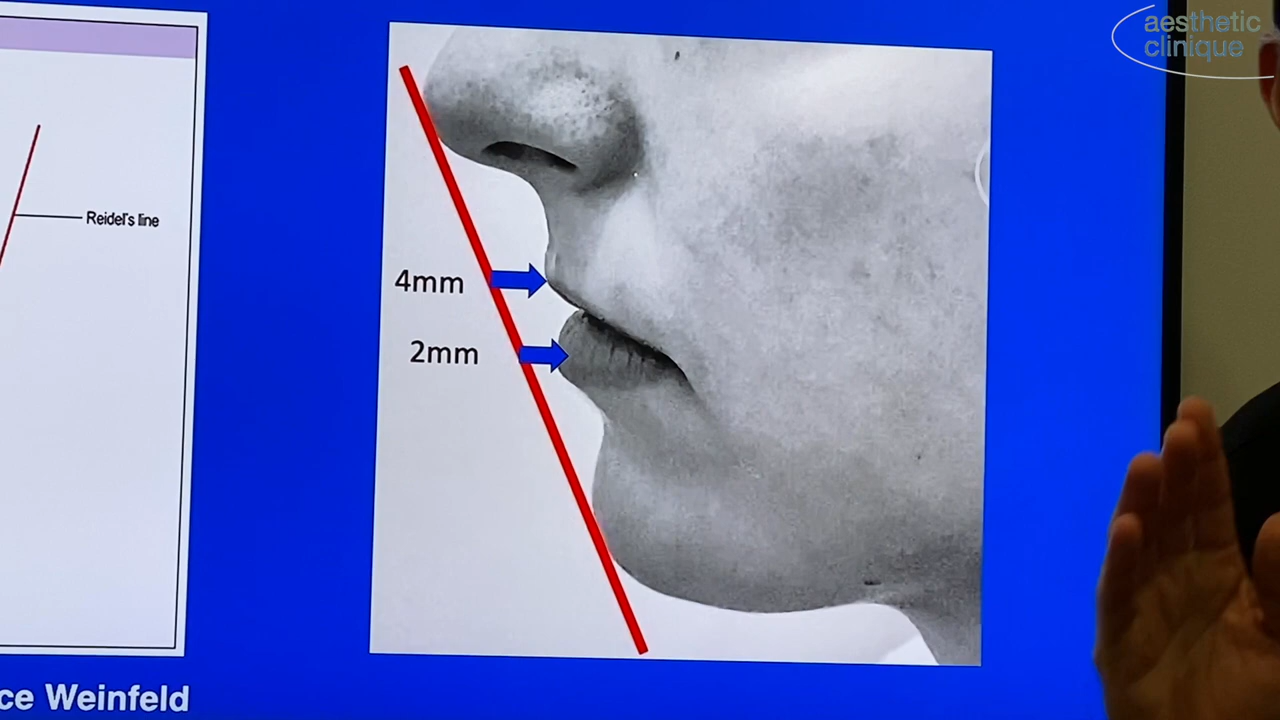 aesthetic
clinique
Reidel's line
4mm
2mm
ce Weinfeld